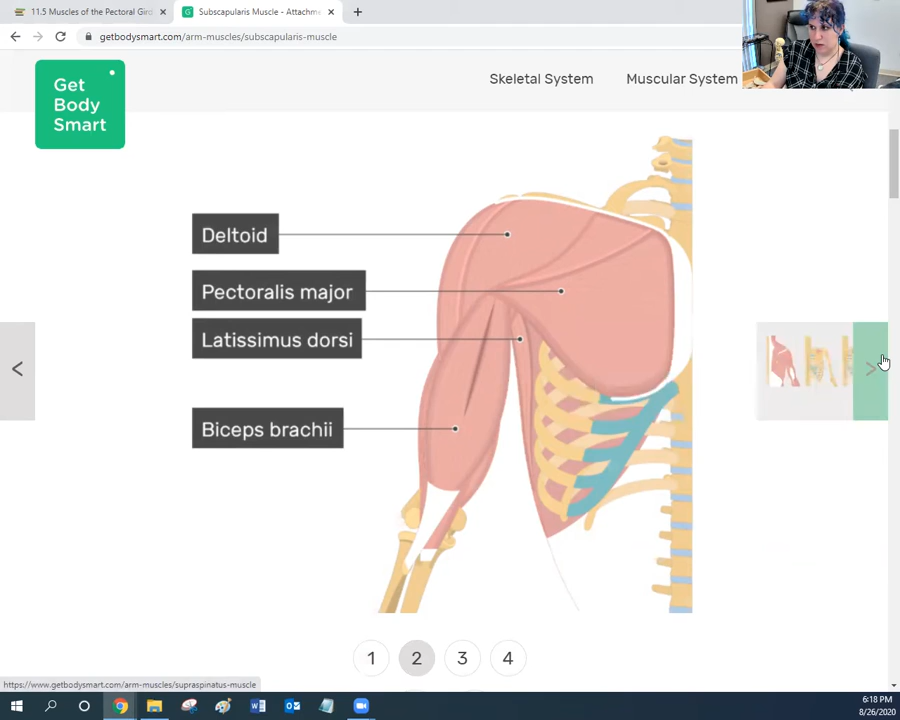 11.5 Muscles of the Pectoral Gird
Subscapularis Muscle - Attachme
getbodysmart.com/arm-muscles/subscapularis-muscle
Get
Body
Smart
Skeletal System
Muscular System
Deltoid
Pectoralis major
Latissimus dorsi
Biceps brachii
<
>
1 2 3 4
https://www.getbodysmart.com/arm-muscles/supraspinatus-muscle
6:18 PM
8/26/2020